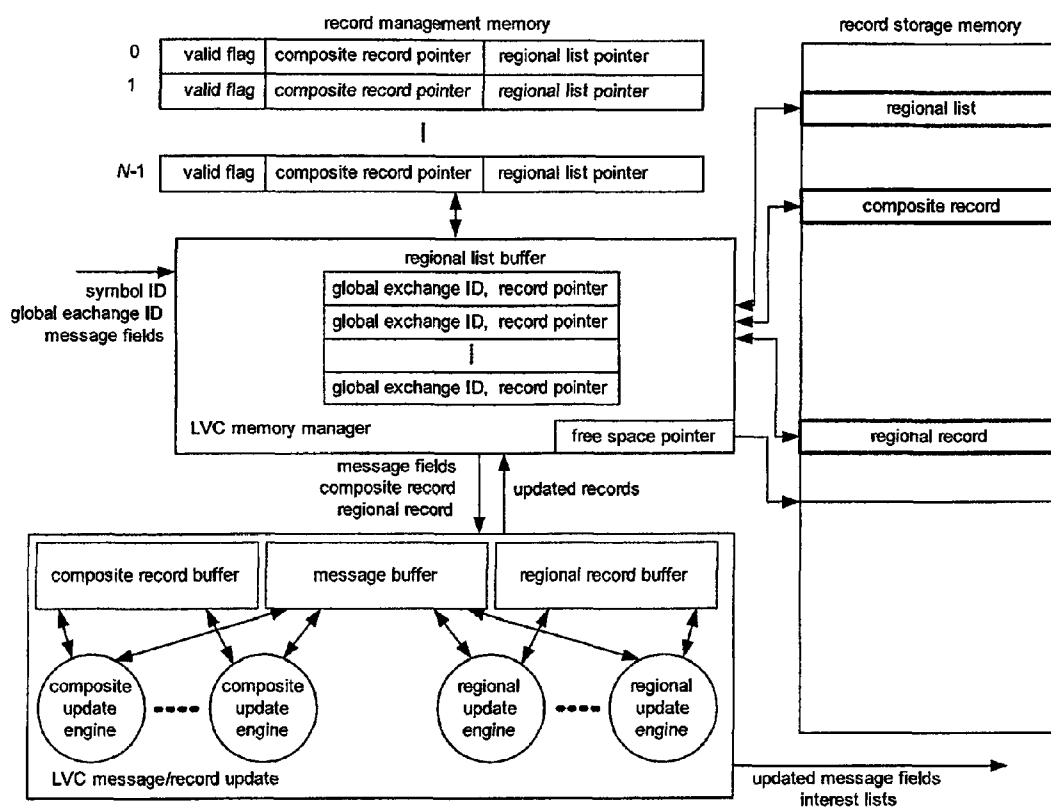 record management memory
record storage memory
0 valid flag composite record pointer regional list pointer
1 valid flag composite record pointer regional list pointer
N-1 valid flag composite record pointer regional list pointer
regional list
composite record
regional record
symbol ID
global eachange ID
message fields
regional list buffer
global exchange ID, record pointer
global exchange ID, record pointer
global exchange ID, record pointer
LVC memory manager
free space pointer
message fields
composite record
regional record
updated records
composite record buffer
message buffer
regional record buffer
composite
update
engine
composite
update
engine
regional
update
engine
regional
update
engine
LVC message/record update
updated message fields
interest lists